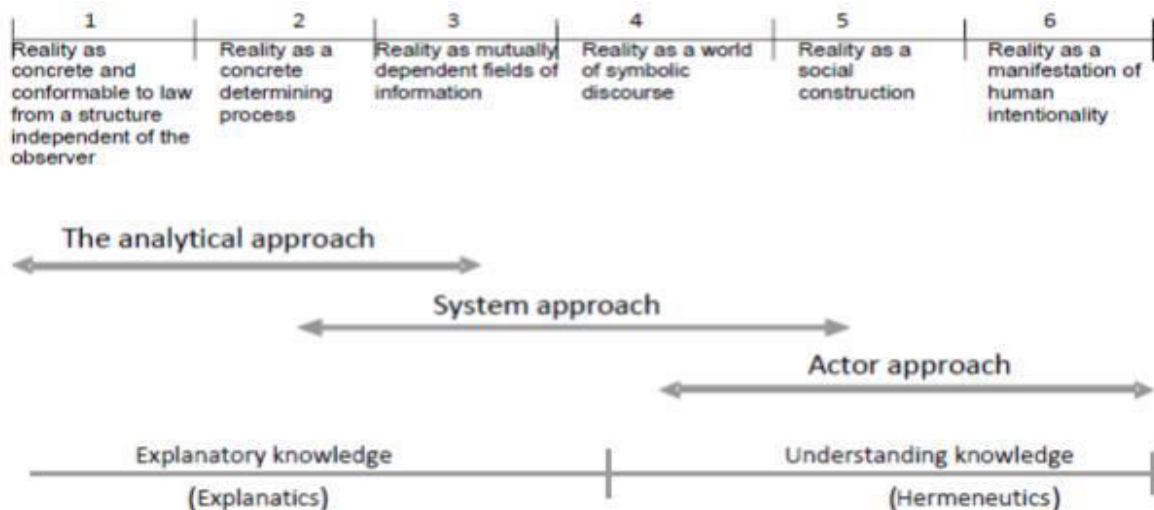 1 2 3 4 5 6
Reality as
concrete and
conformable to law
from a structure
independent of the
observer
Reality as a
concrete
determining
process
Reality as mutually
dependent fields of
information
Reality as a world
of symbolic
discourse
Reality as a
social
construction
Reality as a
manifestation of
human
intentionality
The analytical approach
System approach
Actor approach
Explanatory knowledge
(Explanatics)
Understanding knowledge
(Hermeneutics)